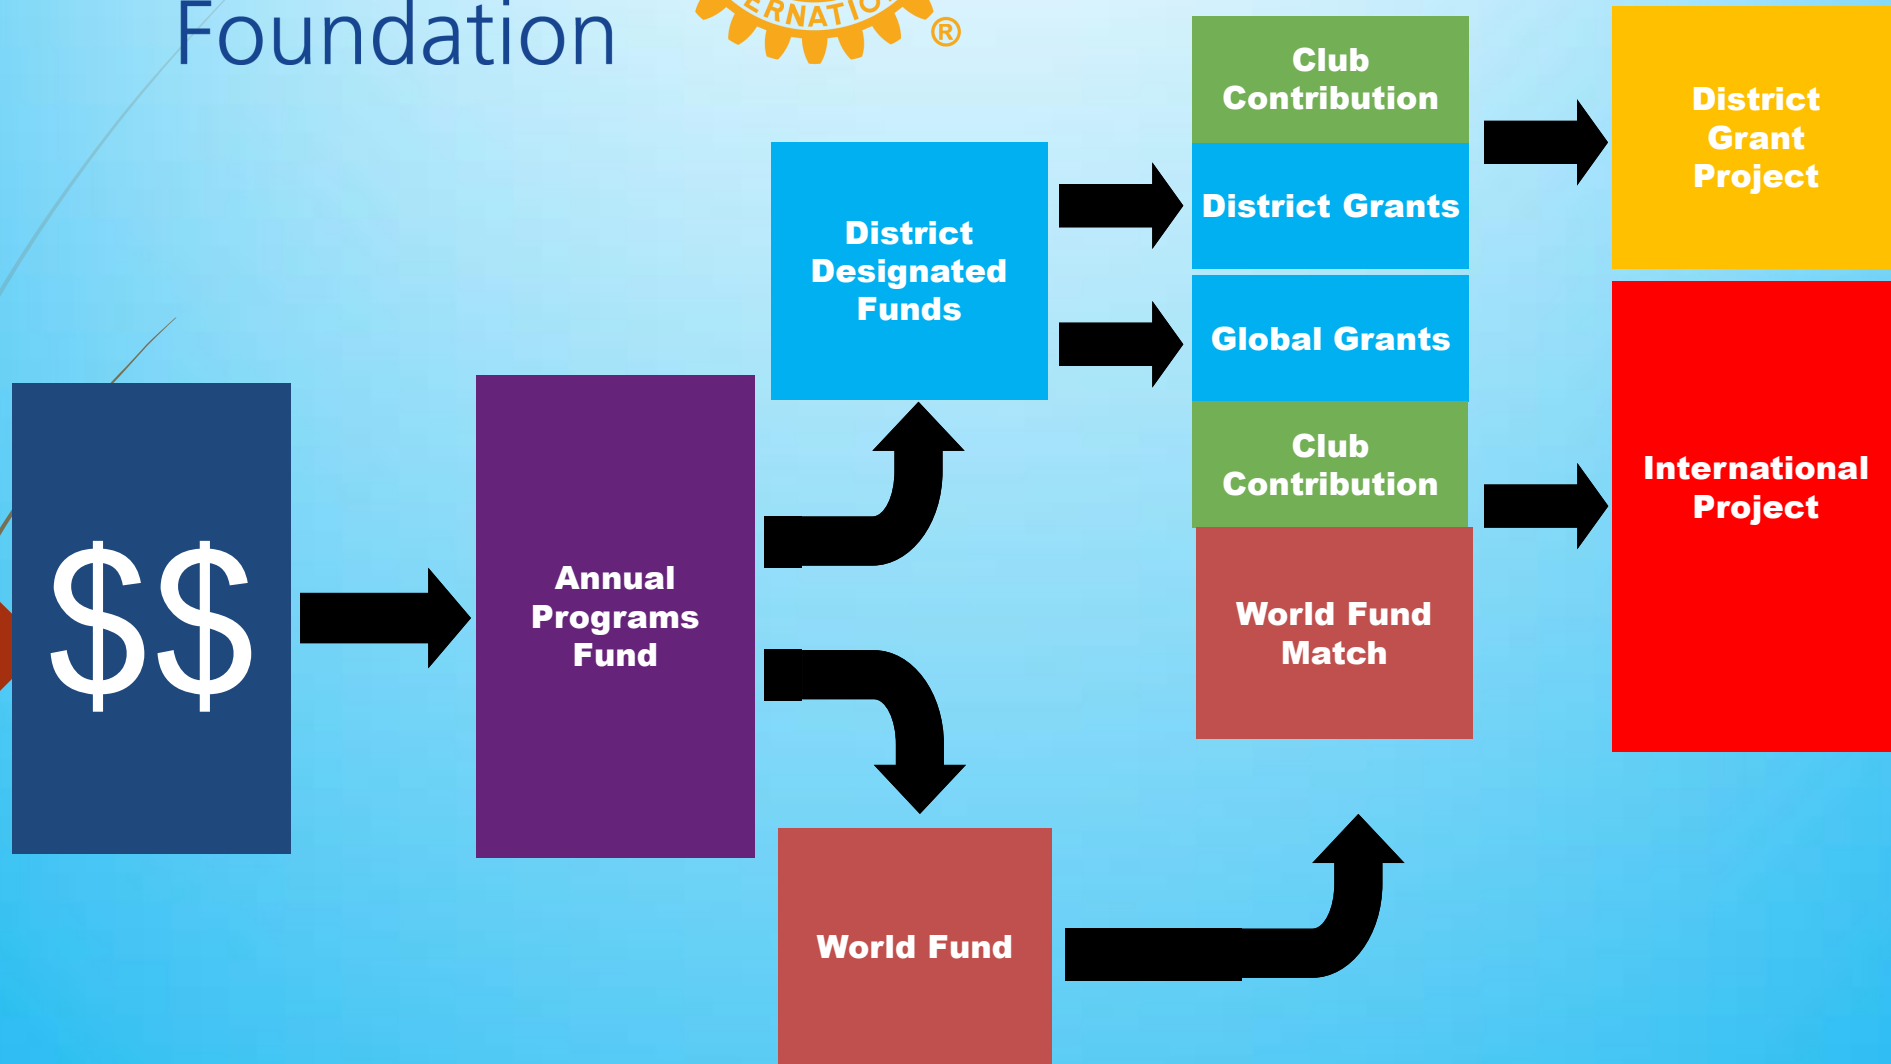 Foundation
ERNATIO
®
Club
Contribution
District Grants
District
Grant
Project
District
Designated
Funds
Global Grants
Club
Contribution
World Fund
Match
International
Project
$$
Annual
Programs
Fund
World Fund